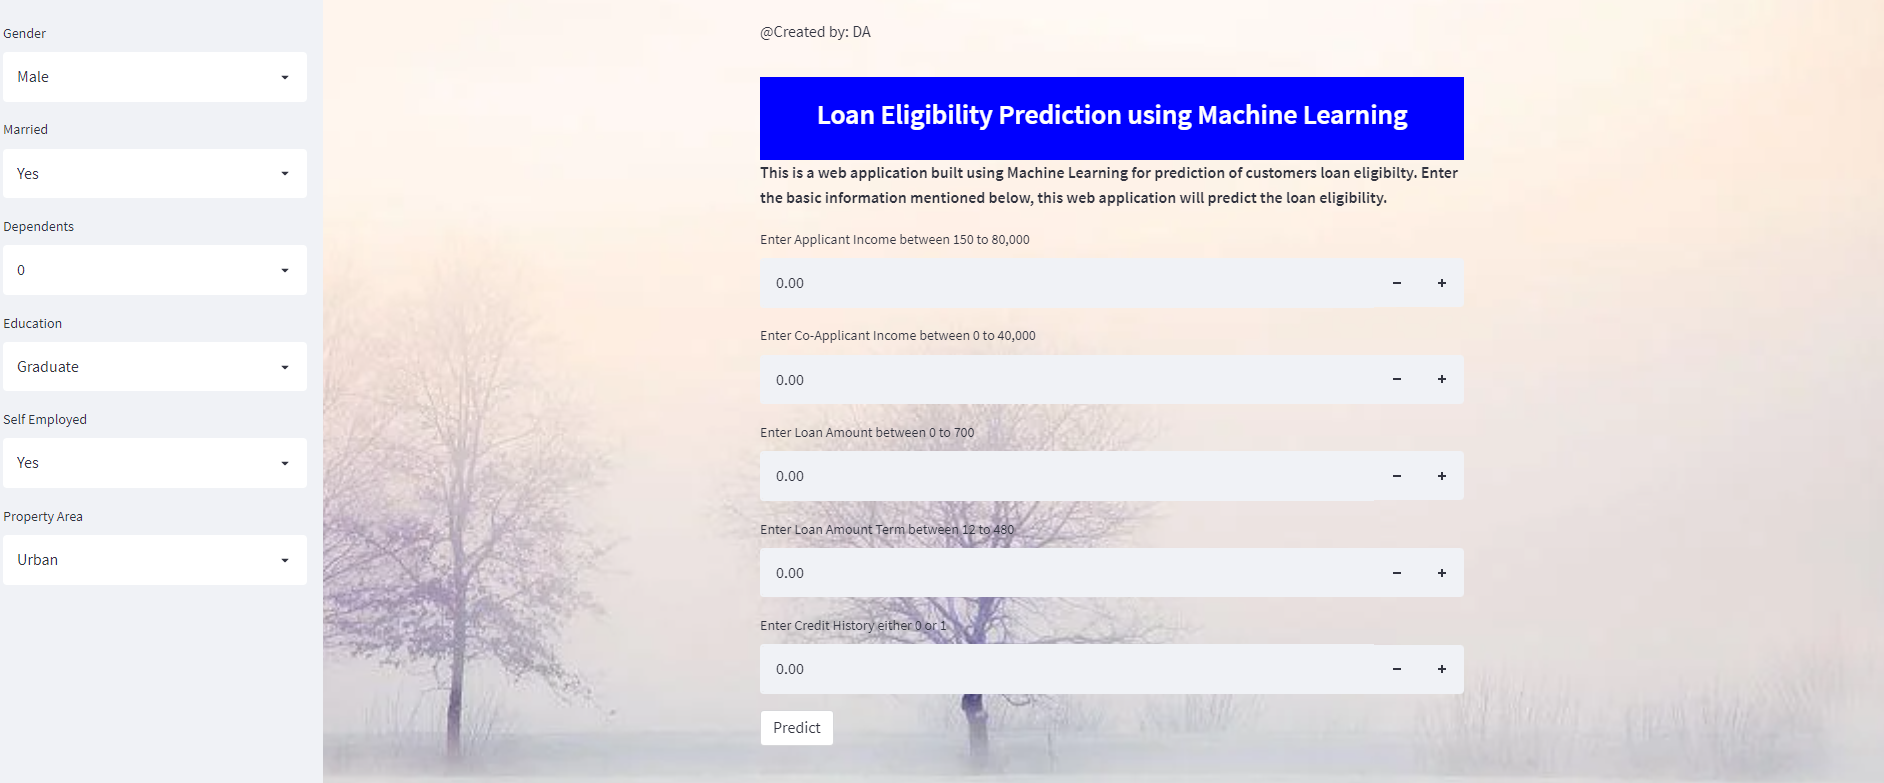 Gender
Male
Married
Yes
Dependents
0
Education
Graduate
Self Employed
Yes
Property Area
Urban
@Created by: DA
Loan Eligibility Prediction using Machine Learning
This is a web application built using Machine Learning for prediction of customers loan eligibilty. Enter
the basic information mentioned below, this web application will predict the loan eligibility.
Enter Applicant Income between 150 to 80,000
0.00
Enter Co-Applicant Income between 0 to 40,000
0.00
Enter Loan Amount between 0 to 700
0.00
Enter Loan Amount Term between 12 to 480
0.00
Enter Credit History either 0 or 1
0.00
Predict